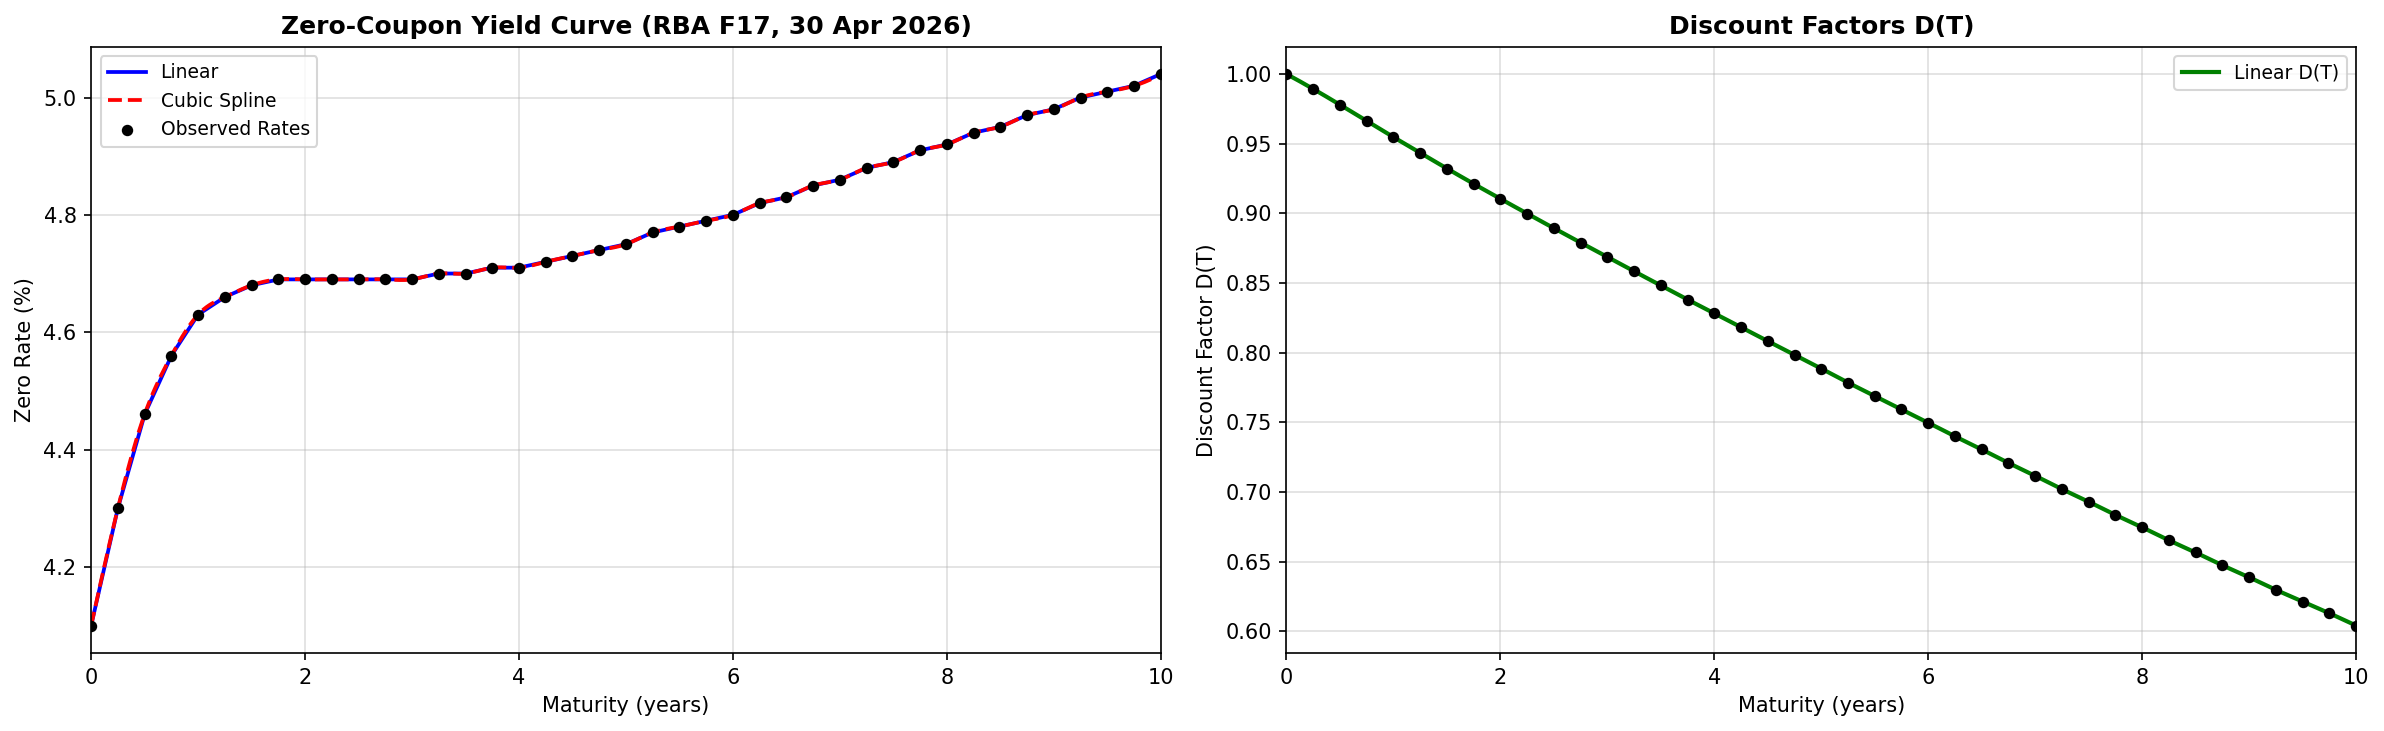 Zero-Coupon Yield Curve (RBA F17, 30 Apr 2026)
Linear
Cubic Spline
Observed Rates
Zero Rate (%)
5.0
4.8
4.6
4.4
4.2
0
2
4
6
8
10
Maturity (years)
Discount Factors D(T)
Linear D(T)
Discount Factor D(T)
1.00
0.95
0.90
0.85
0.80
0.75
0.70
0.65
0.60
0
2
4
6
8
10
Maturity (years)